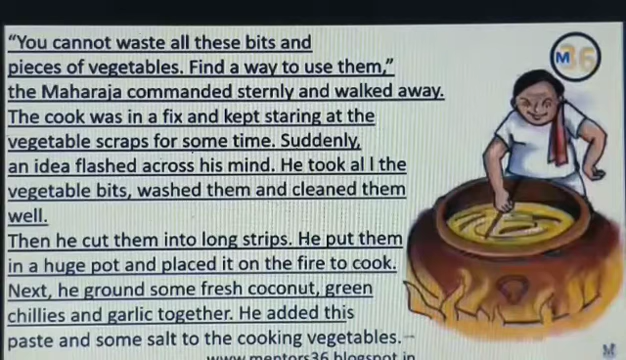 “You cannot waste all these bits and
pieces of vegetables. Find a way to use them,”
the Maharaja commanded sternly and walked away.
The cook was in a fix and kept staring at the
vegetable scraps for some time. Suddenly,
an idea flashed across his mind. He took al l the
vegetable bits, washed them and cleaned them
well.
Then he cut them into long strips. He put them
in a huge pot and placed it on the fire to cook.
Next, he ground some fresh coconut, green
chillies and garlic together. He added this
paste and some salt to the cooking vegetables.
www.mentors36.blogspot.in
M36